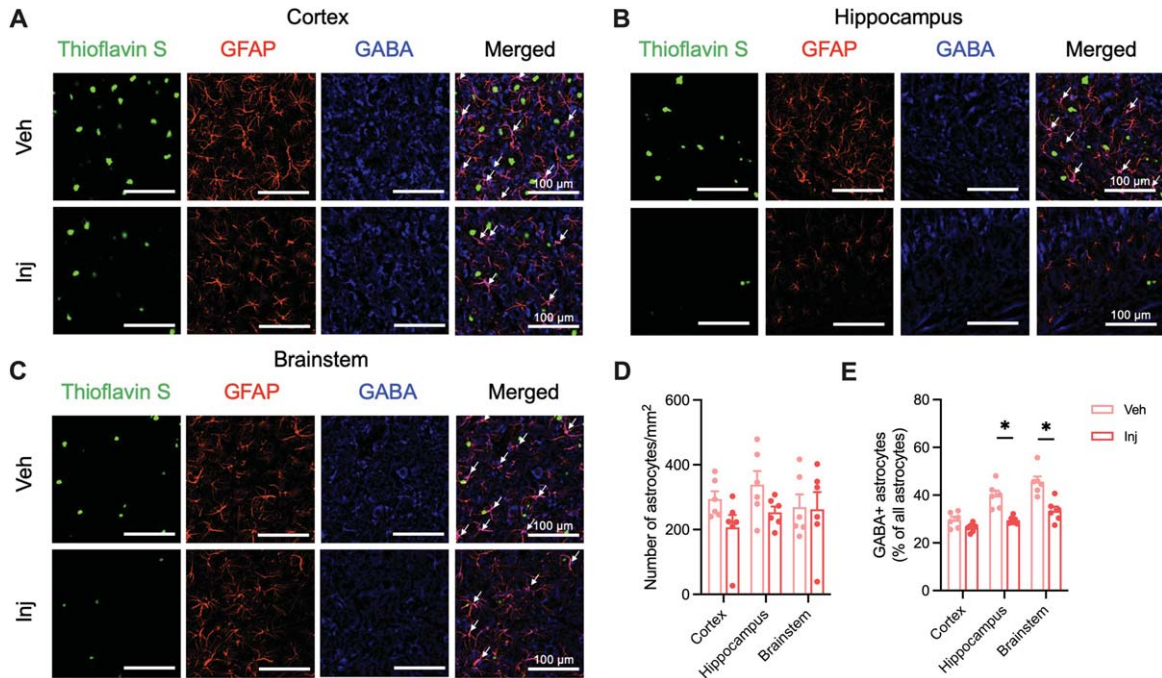 A
Cortex
Thioflavin S GFAP GABA Merged
Veh
100 µm
Inj
100 µm
B
Hippocampus
Thioflavin S GFAP GABA Merged
100 µm
100 µm
C
Brainstem
Thioflavin S GFAP GABA Merged
Veh
100 µm
Inj
100 µm
D
Number of astrocytes/mm²
600
400
200
0
Cortex
Hippocampus
Brainstem
E
GABA+ astrocytes
(% of all astrocytes)
80
60
40
20
0
* *
Cortex
Hippocampus
Brainstem
Veh
Inj